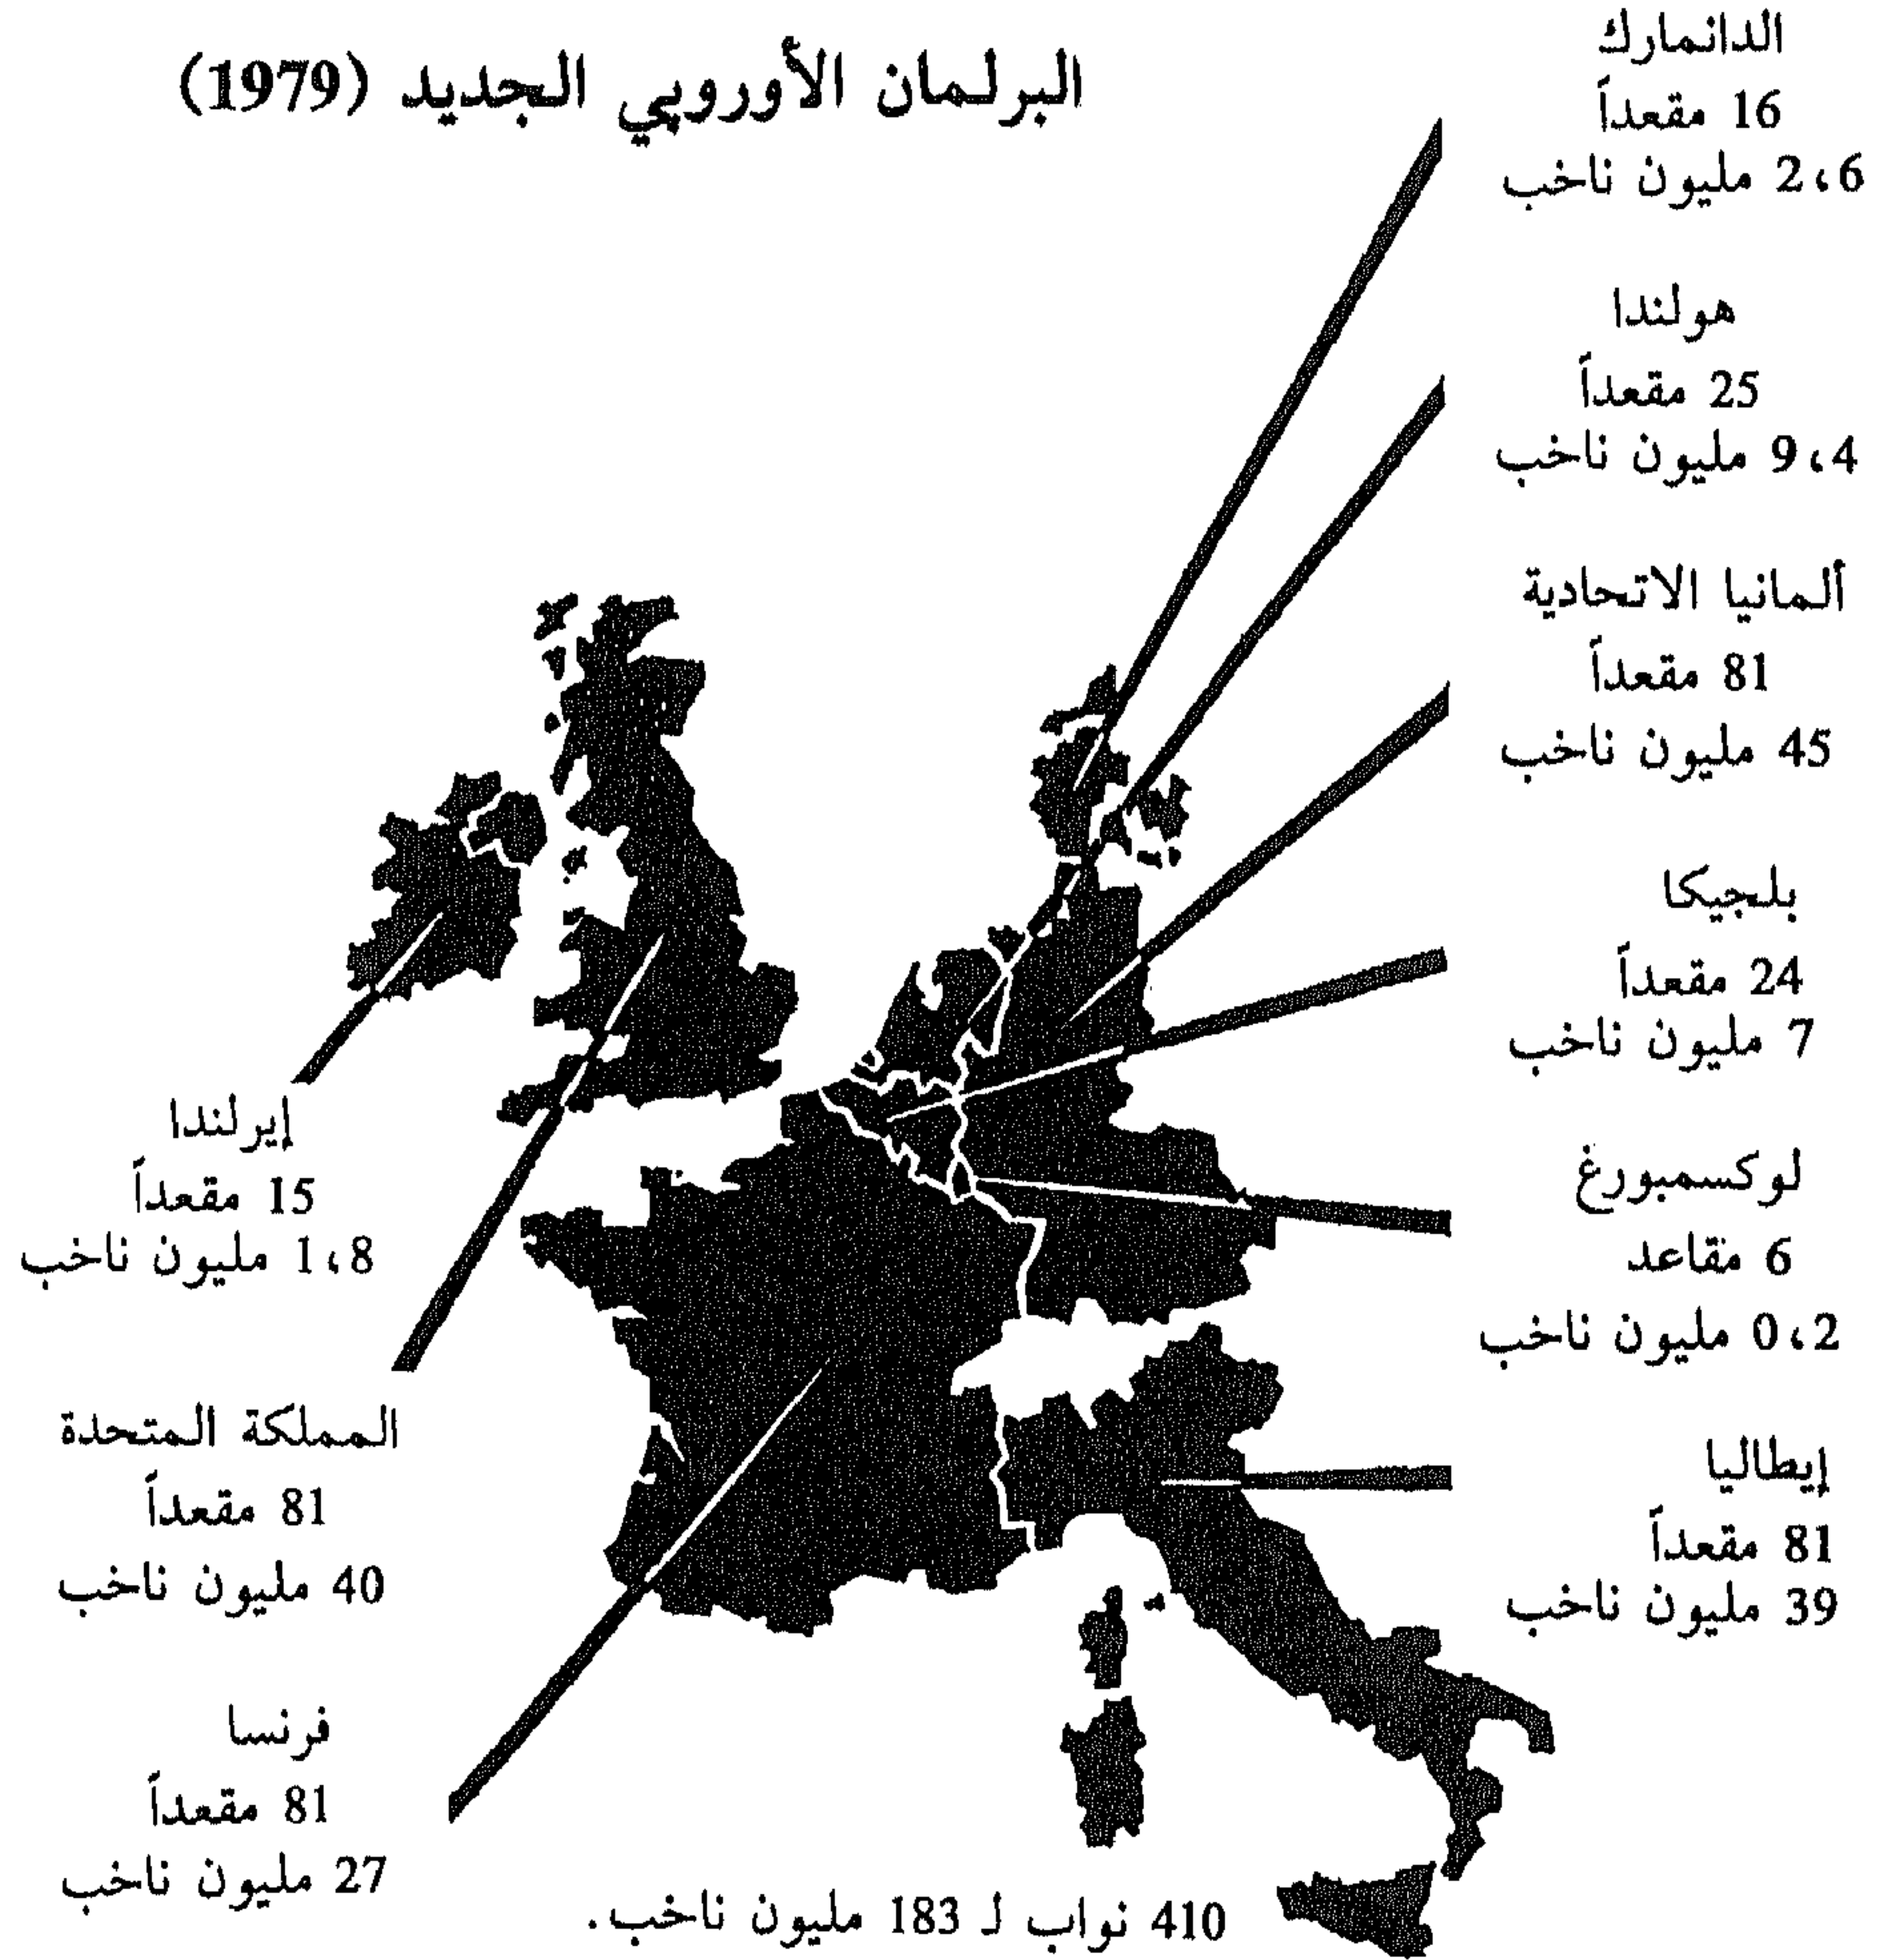 البرلمان الأوروبي الجديد (1979)
الدانمارك
16 مقعداً
2،6 مليون ناخب
هولندا
25 مقعداً
9،4 مليون ناخب
ألمانيا الاتحادية
81 مقعداً
45 مليون ناخب
بلجيكا
24 مقعداً
7 مليون ناخب
لوكسمبورغ
6 مقاعد
0،2 مليون ناخب
إيطاليا
81 مقعداً
39 مليون ناخب
إيرلندا
15 مقعداً
1،8 مليون ناخب
المملكة المتحدة
81 مقعداً
40 مليون ناخب
فرنسا
81 مقعداً
27 مليون ناخب
410 نواب لـ 183 مليون ناخب.